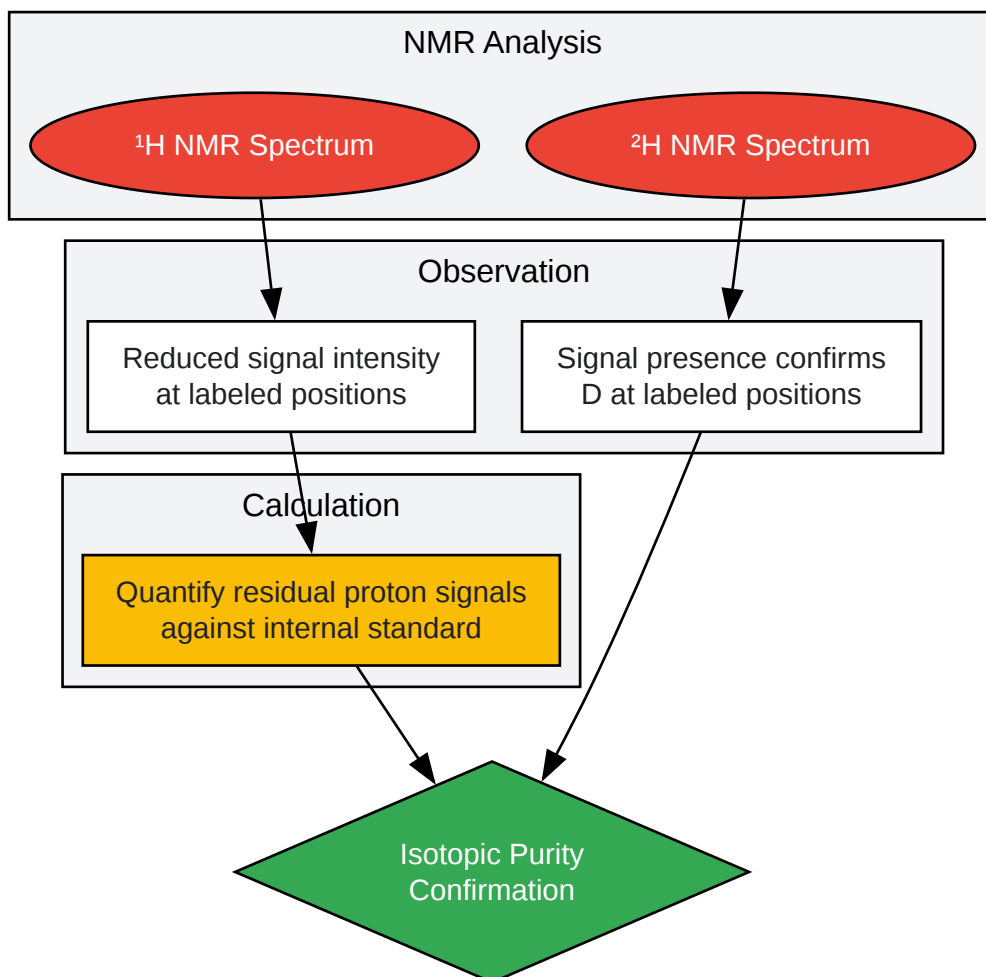 NMR Analysis
¹H NMR Spectrum
²H NMR Spectrum
Observation
Reduced signal intensity
at labeled positions
Signal presence confirms
D at labeled positions
Calculation
Quantify residual proton signals
against internal standard
Isotopic Purity
Confirmation